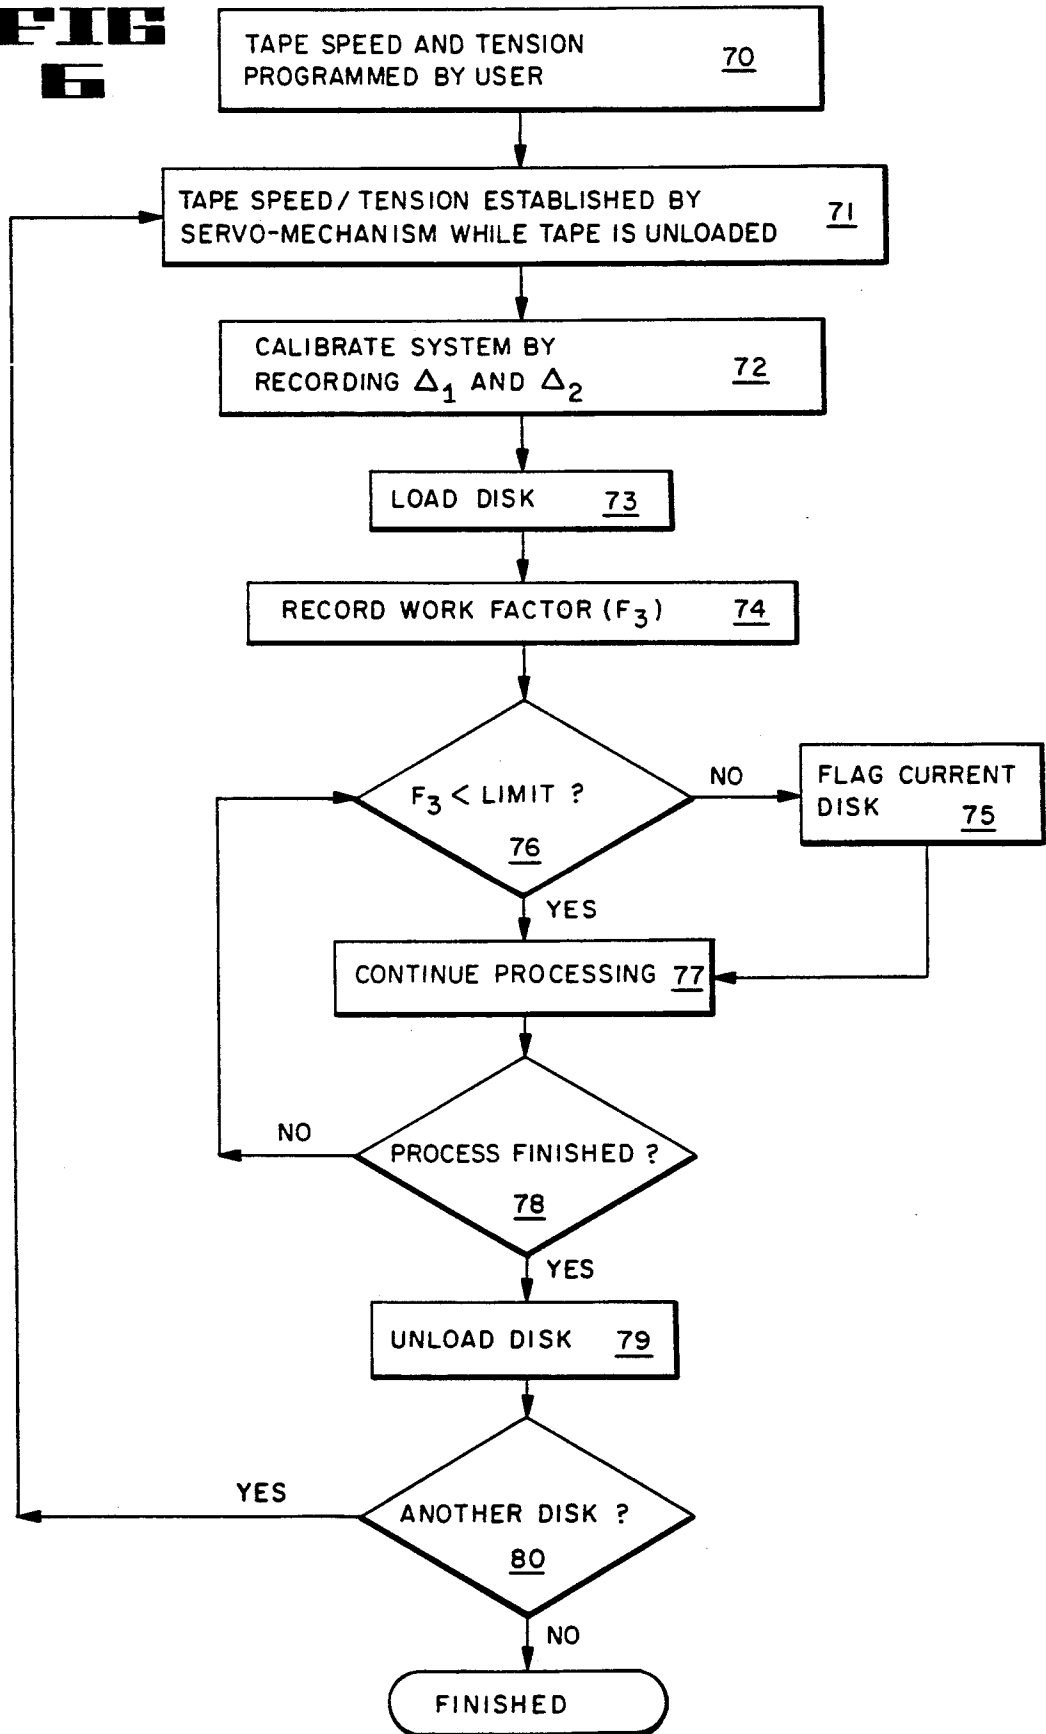 FIG
6
TAPE SPEED AND TENSION
PROGRAMMED BY USER 70
TAPE SPEED/TENSION ESTABLISHED BY
SERVO-MECHANISM WHILE TAPE IS UNLOADED 71
CALIBRATE SYSTEM BY
RECORDING Δ1 AND Δ2 72
LOAD DISK 73
RECORD WORK FACTOR (F3) 74
F3 < LIMIT ?
76
NO
FLAG CURRENT
DISK 75
YES
CONTINUE PROCESSING 77
PROCESS FINISHED ?
78
NO
YES
UNLOAD DISK 79
ANOTHER DISK ?
80
YES
NO
FINISHED